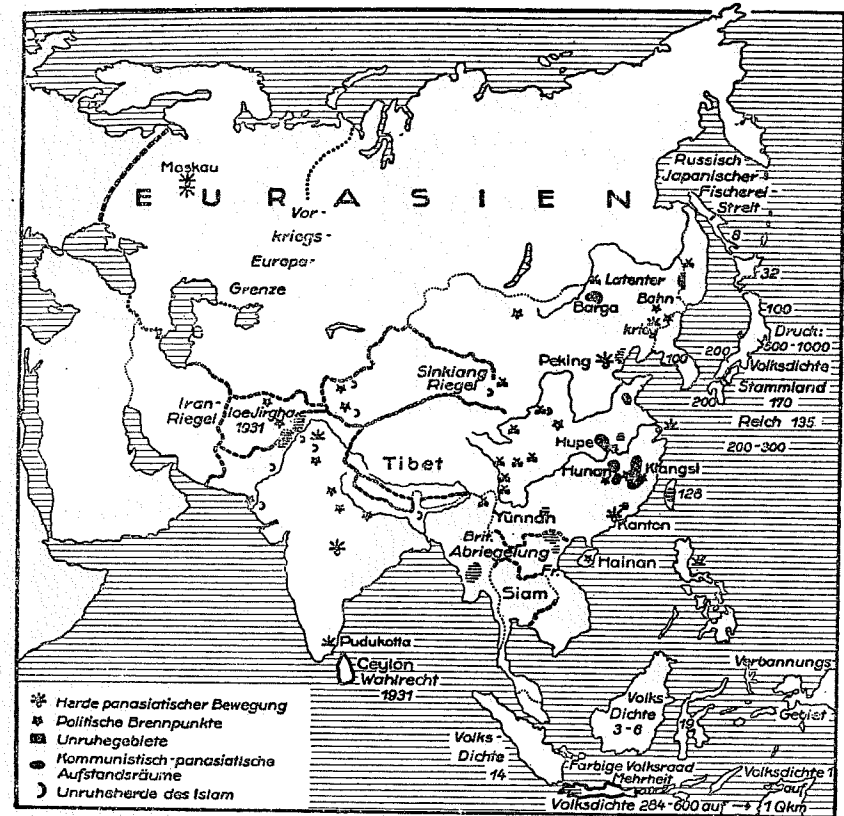 Moskau
EURASIEN
Vor-
kriegs-
Europa-
Grenze
Russisch
Japanischer
Fischerei-
Streit
8
32
100
Druck:
500-1000
Volksdichte
Stammland
170
Reich 135
200-300
128
Latenter
Bahn
krieg
Barga
Peking
100
200
200
Sinkiang
Riegel
Iran-
Riegel
loeJirgha
1931
Tibet
Hupe
Hunan
Kiangsi
Yünnan
Kanton
Brit.
Abriegelung
Hainan
Siam
Pudukotta
Ceylon
Wahlrecht
1931
Verbannungs
Gebiet
Volks
Dichte
3-6
19
Volks-
Dichte
14
Farbige Volksraad
Mehrheit
Volksdichte 1
auf
Volksdichte 284-600 auf → 1 Qkm
Herde panasiatischer Bewegung
Politische Brennpunkte
Unruhegebiete
Kommunistisch-panasiatische
Aufstandsräume
Unruheherde des Islam